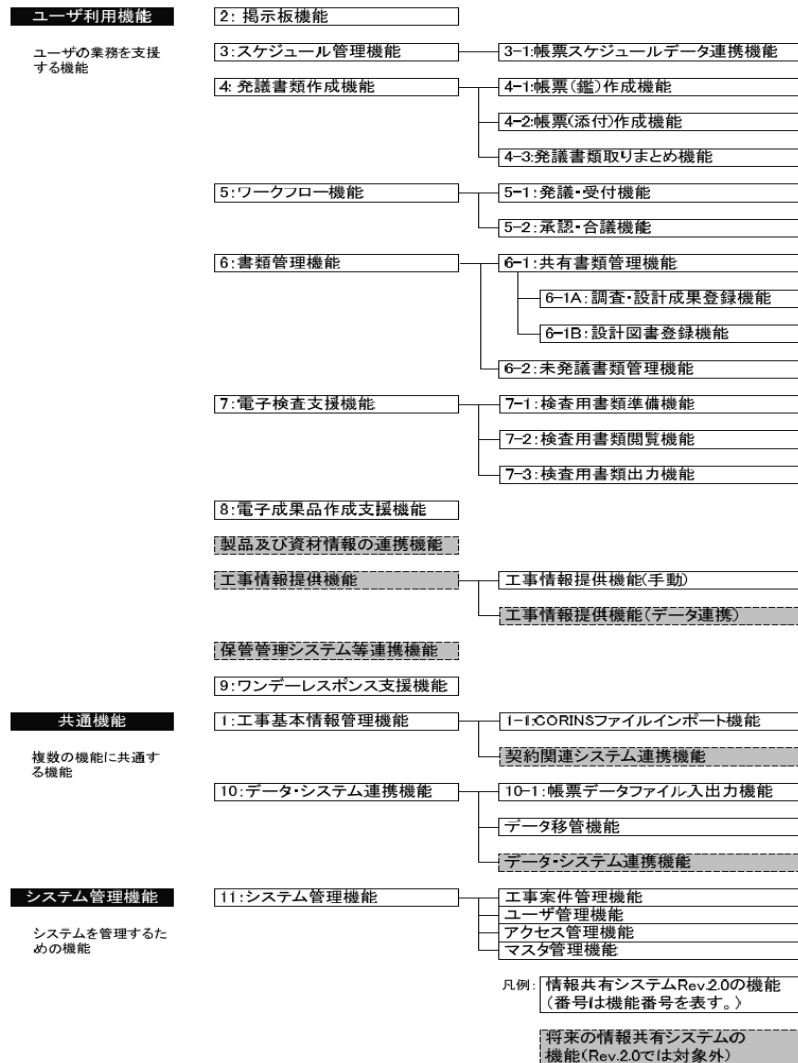 ユーザ利用機能
ユーザの業務を支援
する機能
2: 掲示板機能
3:スケジュール管理機能
3-1:帳票スケジュールデータ連携機能
4: 発議書類作成機能
4-1:帳票(鑑)作成機能
4-2:帳票(添付)作成機能
4-3:発議書類取りまとめ機能
5:ワークフロー機能
5-1:発議・受付機能
5-2:承認・合議機能
6:書類管理機能
6-1:共有書類管理機能
6-1A:調査・設計成果登録機能
6-1B:設計図書登録機能
6-2:未発議書類管理機能
7:電子検査支援機能
7-1:検査用書類準備機能
7-2:検査用書類閲覧機能
7-3:検査用書類出力機能
8:電子成果品作成支援機能
製品及び資材情報の連携機能
工事情報提供機能
工事情報提供機能(手動)
工事情報提供機能(データ連携)
保管管理システム等連携機能
9:ワンデーレスポンス支援機能
共通機能
複数の機能に共通す
る機能
1:工事基本情報管理機能
1-1:CORINSファイルインポート機能
契約関連システム連携機能
10:データ・システム連携機能
10-1:帳票データファイル入出力機能
データ移管機能
データ・システム連携機能
システム管理機能
システムを管理するた
めの機能
11:システム管理機能
工事案件管理機能
ユーザ管理機能
アクセス管理機能
マスタ管理機能
凡例:
情報共有システムRev.2.0の機能
(番号は機能番号を表す。)
将来の情報共有システムの
機能(Rev.2.0では対象外)